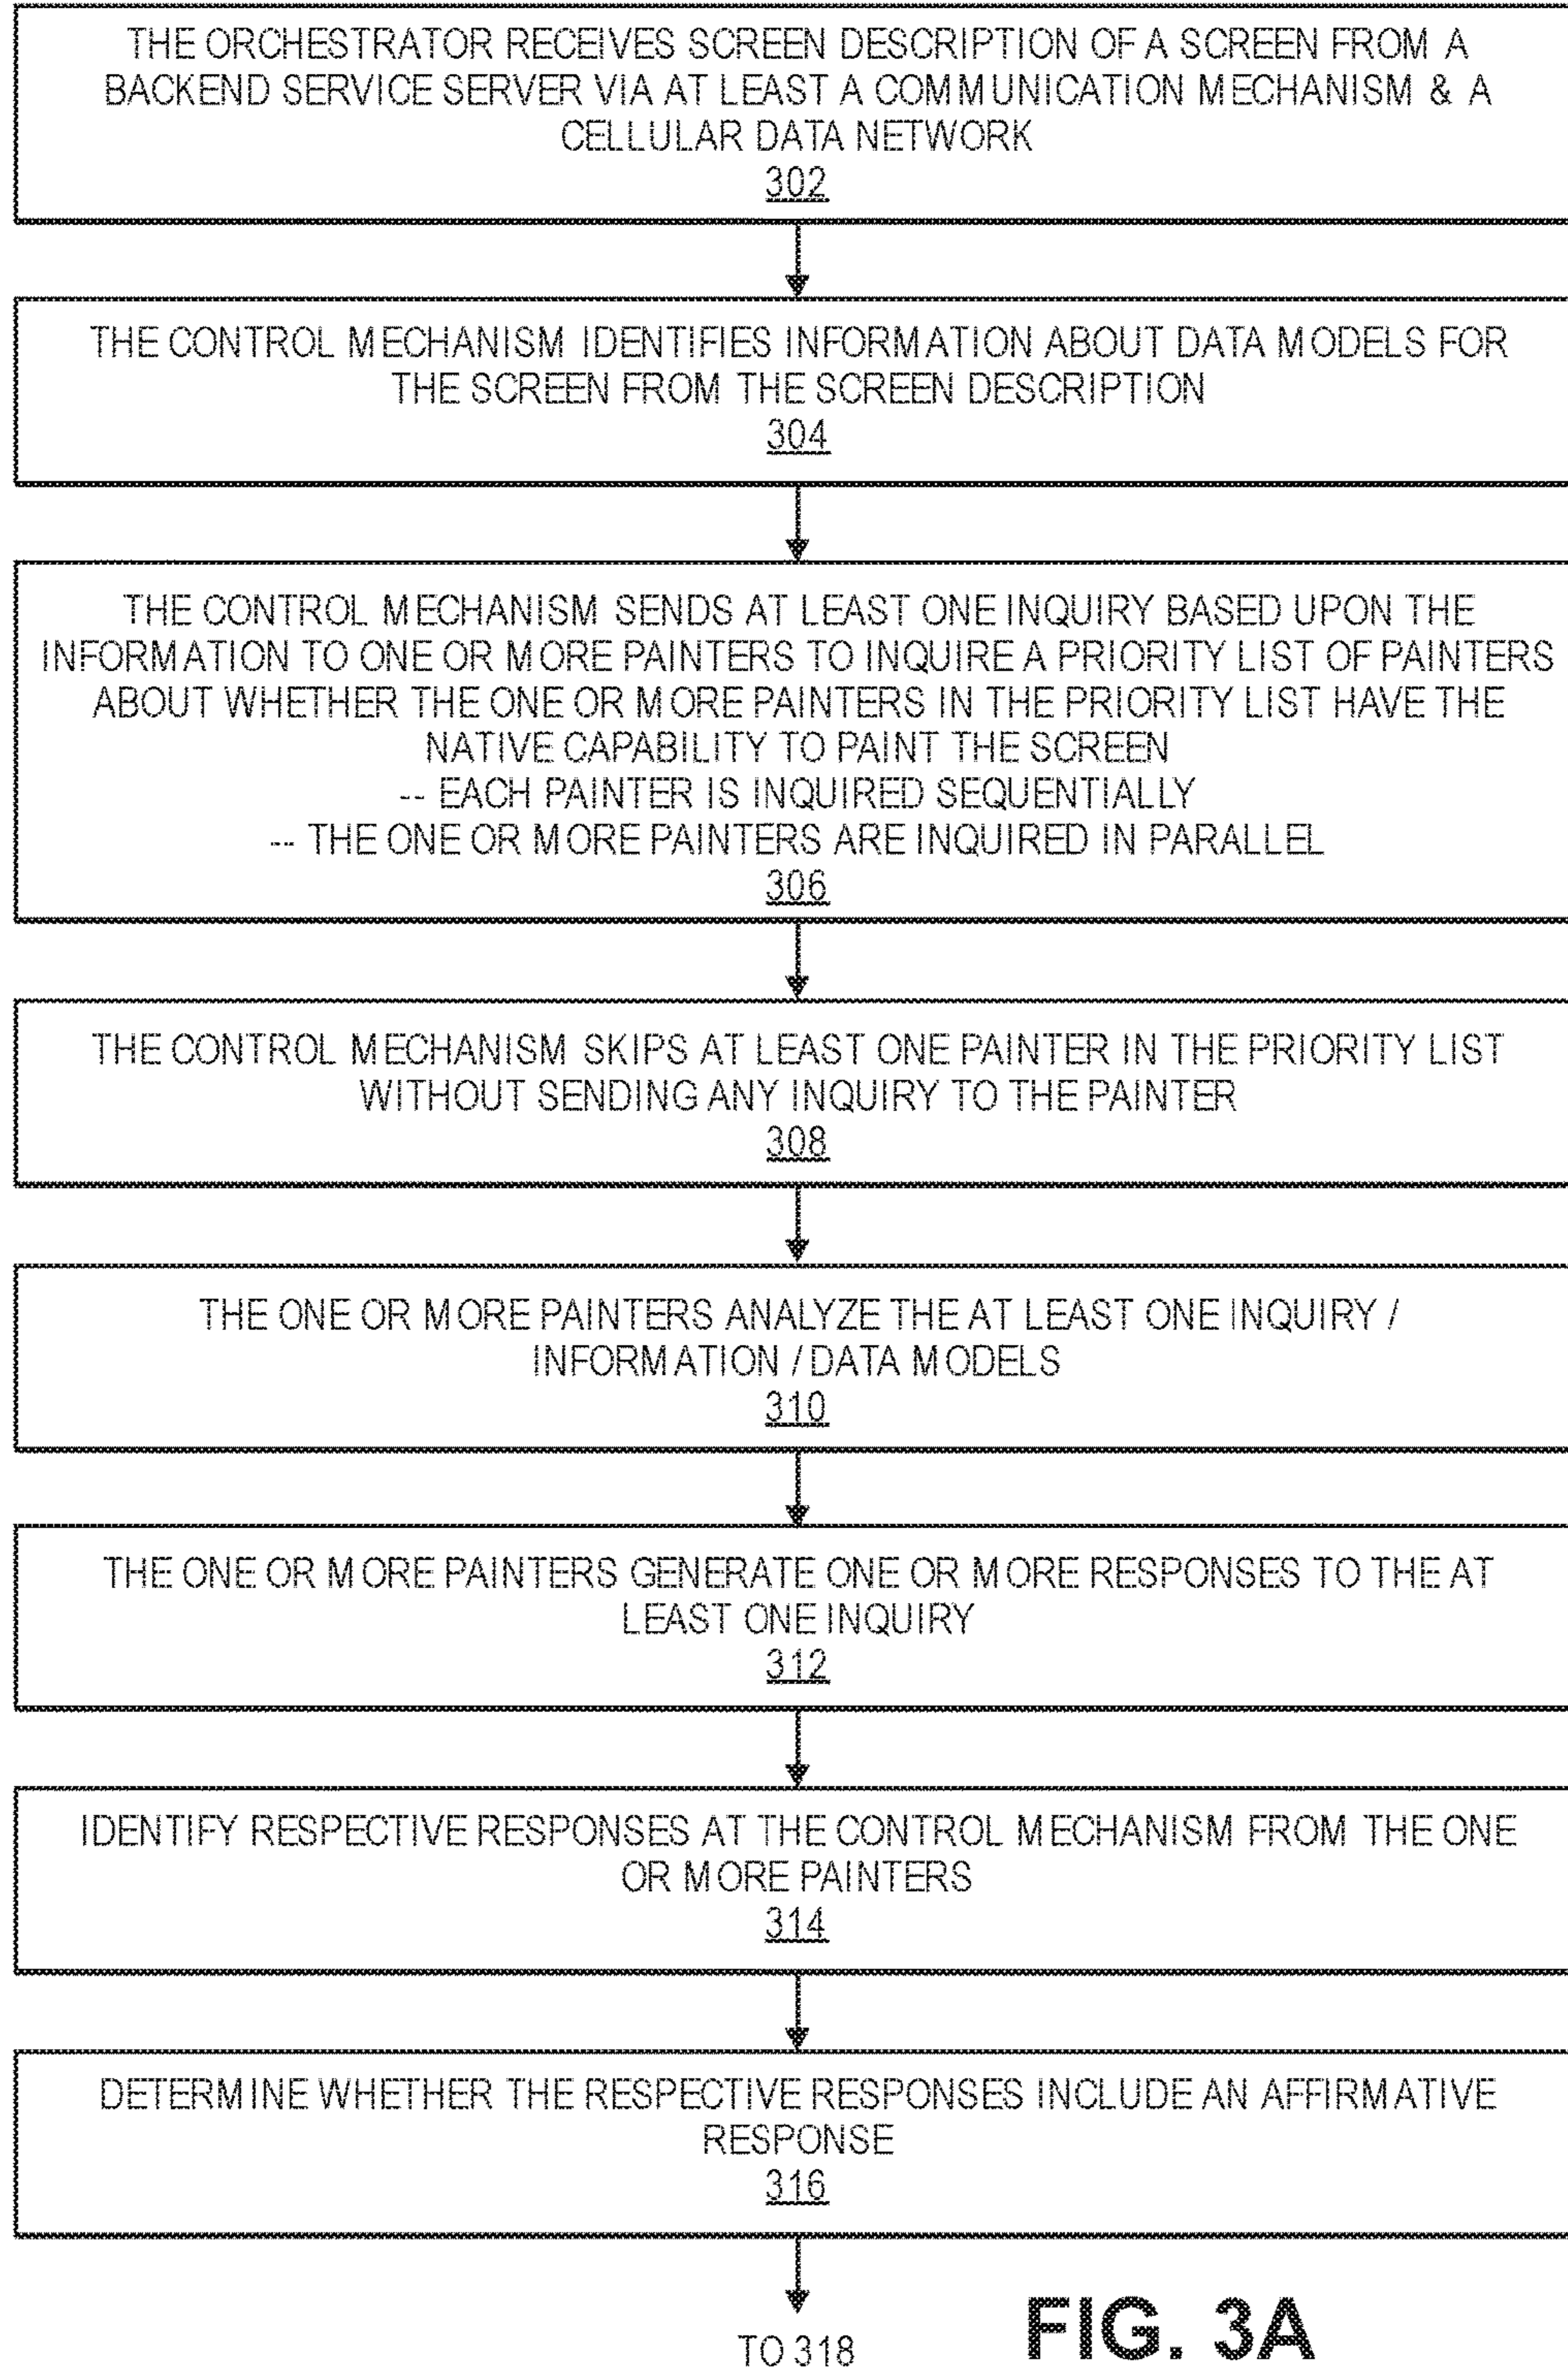 THE ORCHESTRATOR RECEIVES SCREEN DESCRIPTION OF A SCREEN FROM A
BACKEND SERVICE SERVER VIA AT LEAST A COMMUNICATION MECHANISM & A
CELLULAR DATA NETWORK
302
THE CONTROL MECHANISM IDENTIFIES INFORMATION ABOUT DATA MODELS FOR
THE SCREEN FROM THE SCREEN DESCRIPTION
304
THE CONTROL MECHANISM SENDS AT LEAST ONE INQUIRY BASED UPON THE
INFORMATION TO ONE OR MORE PAINTERS TO INQUIRE A PRIORITY LIST OF PAINTERS
ABOUT WHETHER THE ONE OR MORE PAINTERS IN THE PRIORITY LIST HAVE THE
NATIVE CAPABILITY TO PAINT THE SCREEN
-- EACH PAINTER IS INQUIRED SEQUENTIALLY
-- THE ONE OR MORE PAINTERS ARE INQUIRED IN PARALLEL
306
THE CONTROL MECHANISM SKIPS AT LEAST ONE PAINTER IN THE PRIORITY LIST
WITHOUT SENDING ANY INQUIRY TO THE PAINTER
308
THE ONE OR MORE PAINTERS ANALYZE THE AT LEAST ONE INQUIRY /
INFORMATION / DATA MODELS
310
THE ONE OR MORE PAINTERS GENERATE ONE OR MORE RESPONSES TO THE AT
LEAST ONE INQUIRY
312
IDENTIFY RESPECTIVE RESPONSES AT THE CONTROL MECHANISM FROM THE ONE
OR MORE PAINTERS
314
DETERMINE WHETHER THE RESPECTIVE RESPONSES INCLUDE AN AFFIRMATIVE
RESPONSE
316
TO 318
FIG. 3A